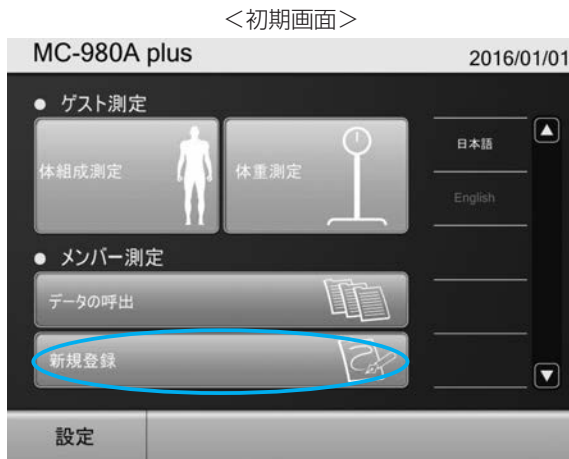 ＜初期画面＞
MC-980A plus 2016/01/01
● ゲスト測定
体組成測定 体重測定
日本語
English
● メンバー測定
データの呼出
新規登録
設定